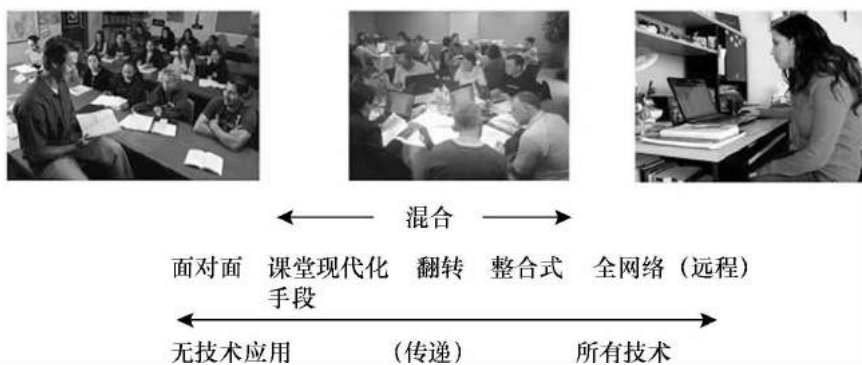 混合
面对面 课堂现代化 翻转 整合式 全网络（远程）
手段
无技术应用 （传递） 所有技术